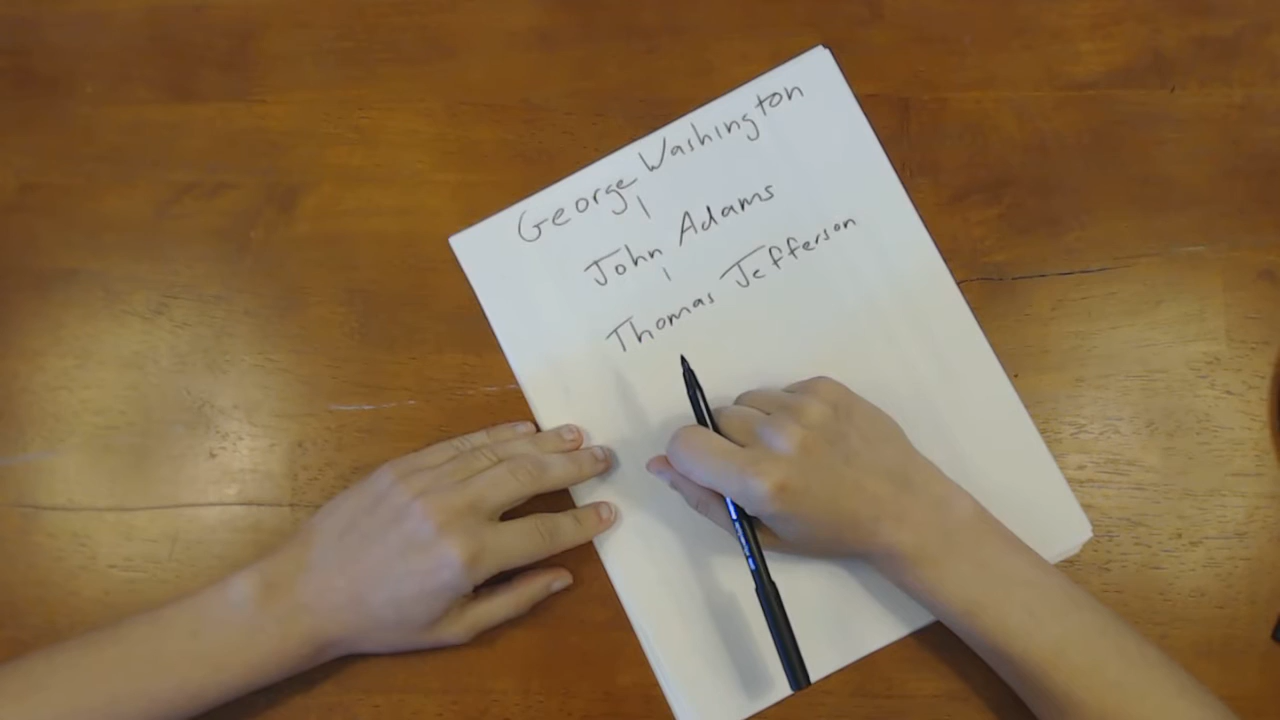 George Washington
|
John Adams
|
Thomas Jefferson